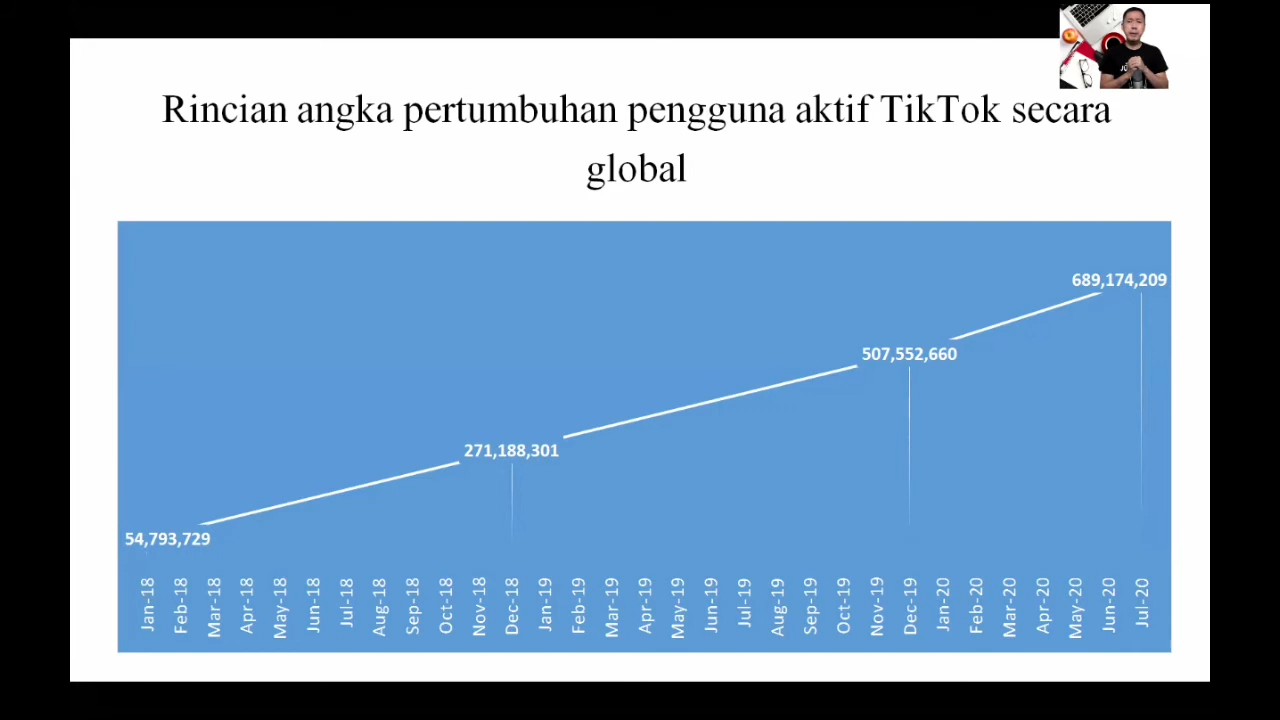 Rincian angka pertumbuhan pengguna aktif TikTok secara
global
689,174,209
507,552,660
271,188,301
54,793,729
Jan-18
Feb-18
Mar-18
Apr-18
May-18
Jun-18
Jul-18
Aug-18
Sep-18
Oct-18
Nov-18
Dec-18
Jan-19
Feb-19
Mar-19
Apr-19
May-19
Jun-19
Jul-19
Aug-19
Sep-19
Oct-19
Nov-19
Dec-19
Jan-20
Feb-20
Mar-20
Apr-20
May-20
Jun-20
Jul-20